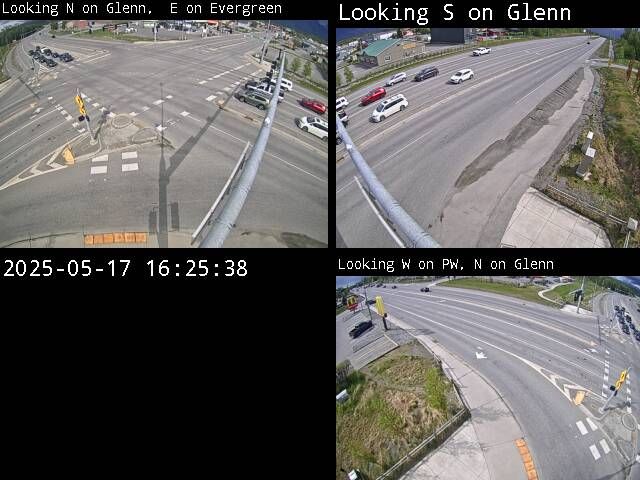 Looking N on Glenn,  E on Evergreen
Looking S on Glenn
2025-05-17 16:25:38
Looking W on PW, N on Glenn